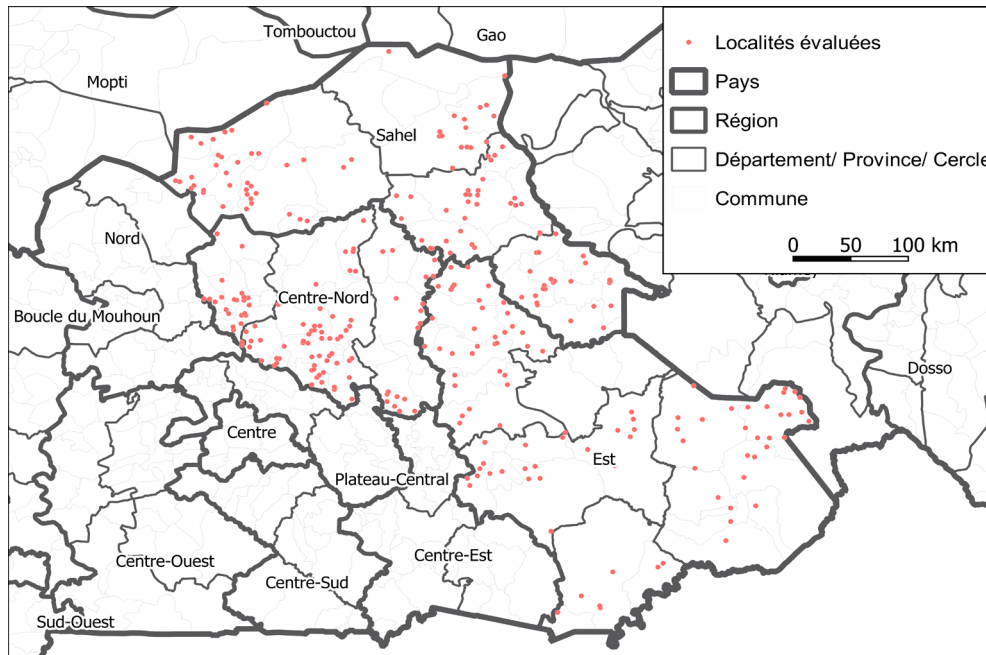 Tombouctou
Gao
Mopti
Sahel
Nord
Centre-Nord
Boucle du Mouhoun
Dosso
Centre
Est
Plateau-Central
Centre-Ouest
Centre-Est
Centre-Sud
Sud-Ouest
Localités évaluées
Pays
Région
Département/ Province/ Cercle
Commune
0 50 100 km